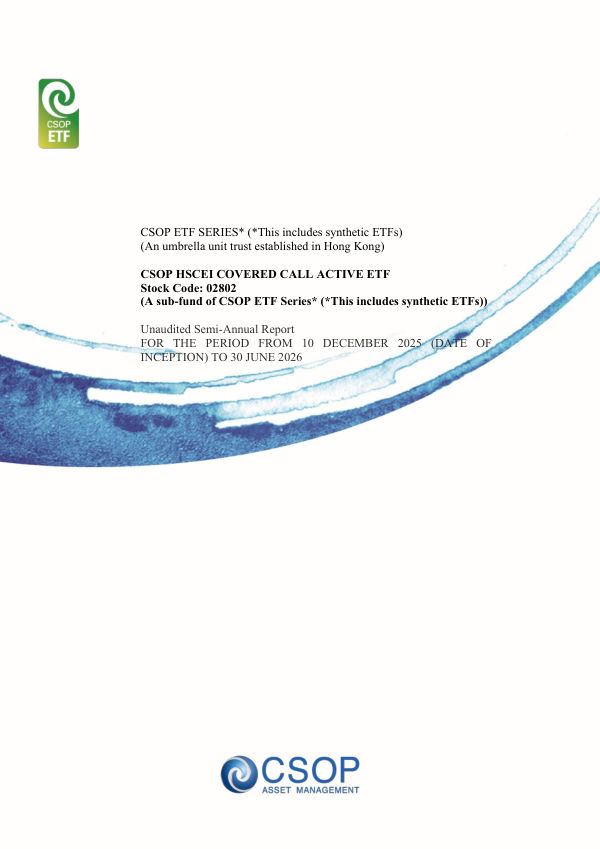 CSOP
ETF
CSOP ETF SERIES* (*This includes synthetic ETFs)
(An umbrella unit trust established in Hong Kong)
CSOP HSCEI COVERED CALL ACTIVE ETF
Stock Code: 02802
(A sub-fund of CSOP ETF Series* (*This includes synthetic ETFs))
Unaudited Semi-Annual Report
FOR THE PERIOD FROM 10 DECEMBER 2025 (DATE OF
INCEPTION) TO 30 JUNE 2026
CSOP
ASSET MANAGEMENT